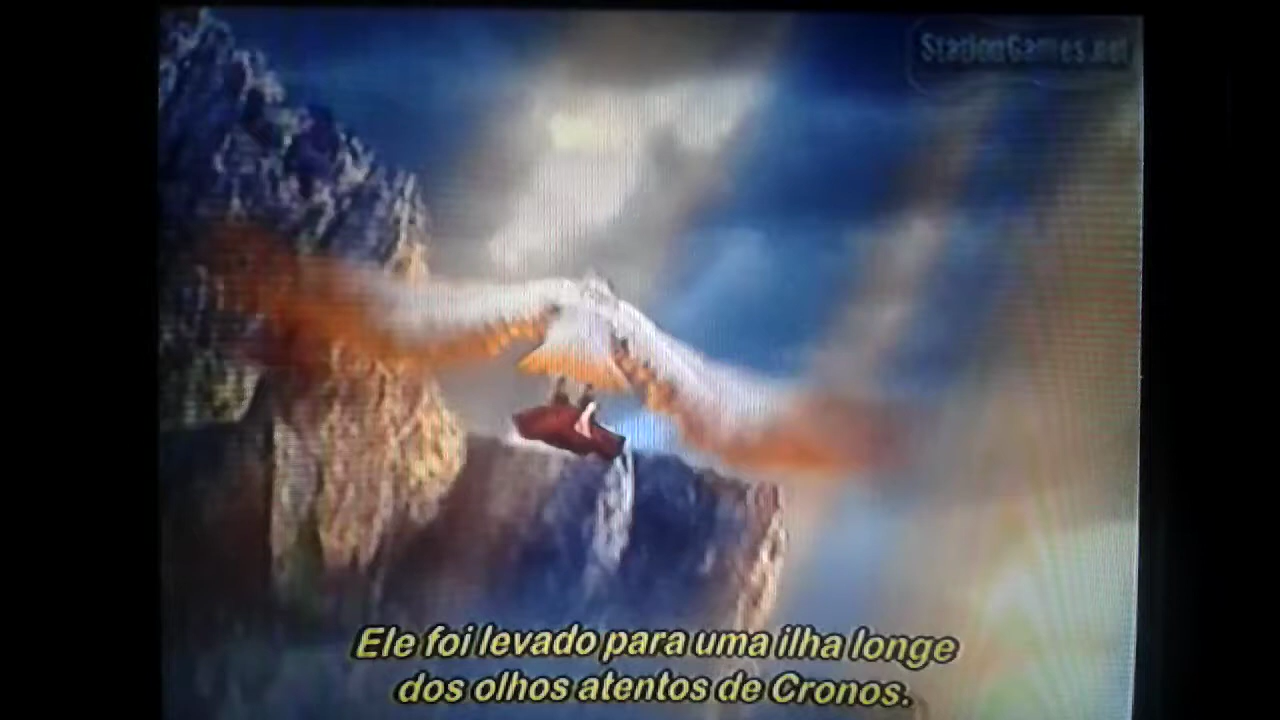 StationGames.net
Ele foi levado para uma ilha longe
dos olhos atentos de Cronos.